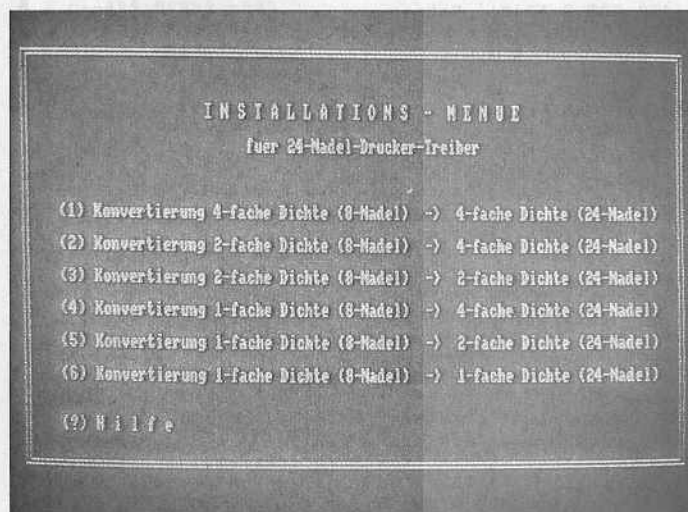 I N S T A L L A T I O N S - M E N U E
fuer 24-Nadel-Drucker-Treiber
(1) Konvertierung 4-fache Dichte (8-Nadel) -> 4-fache Dichte (24-Nadel)
(2) Konvertierung 2-fache Dichte (8-Nadel) -> 4-fache Dichte (24-Nadel)
(3) Konvertierung 2-fache Dichte (8-Nadel) -> 2-fache Dichte (24-Nadel)
(4) Konvertierung 1-fache Dichte (8-Nadel) -> 4-fache Dichte (24-Nadel)
(5) Konvertierung 1-fache Dichte (8-Nadel) -> 2-fache Dichte (24-Nadel)
(6) Konvertierung 1-fache Dichte (8-Nadel) -> 1-fache Dichte (24-Nadel)
(?) H i l f e